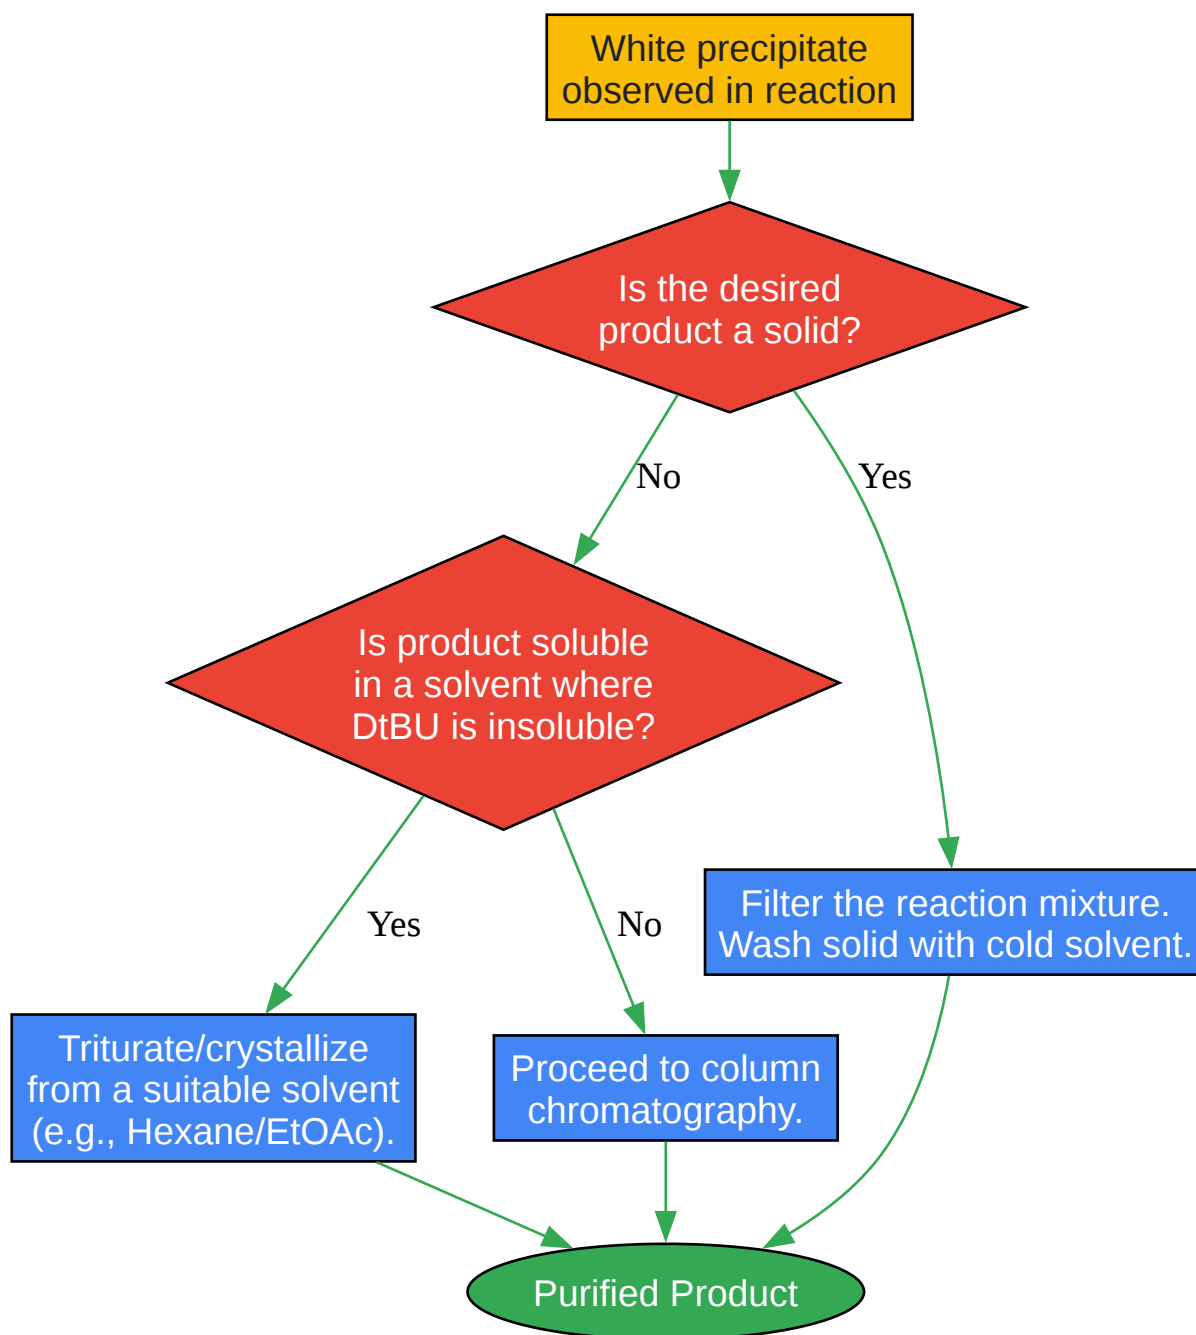 White precipitate
observed in reaction
Is the desired
product a solid?
No
Yes
Is product soluble
in a solvent where
DtBU is insoluble?
Yes
No
Filter the reaction mixture.
Wash solid with cold solvent.
Triturate/crystallize
from a suitable solvent
(e.g., Hexane/EtOAc).
Proceed to column
chromatography.
Purified Product